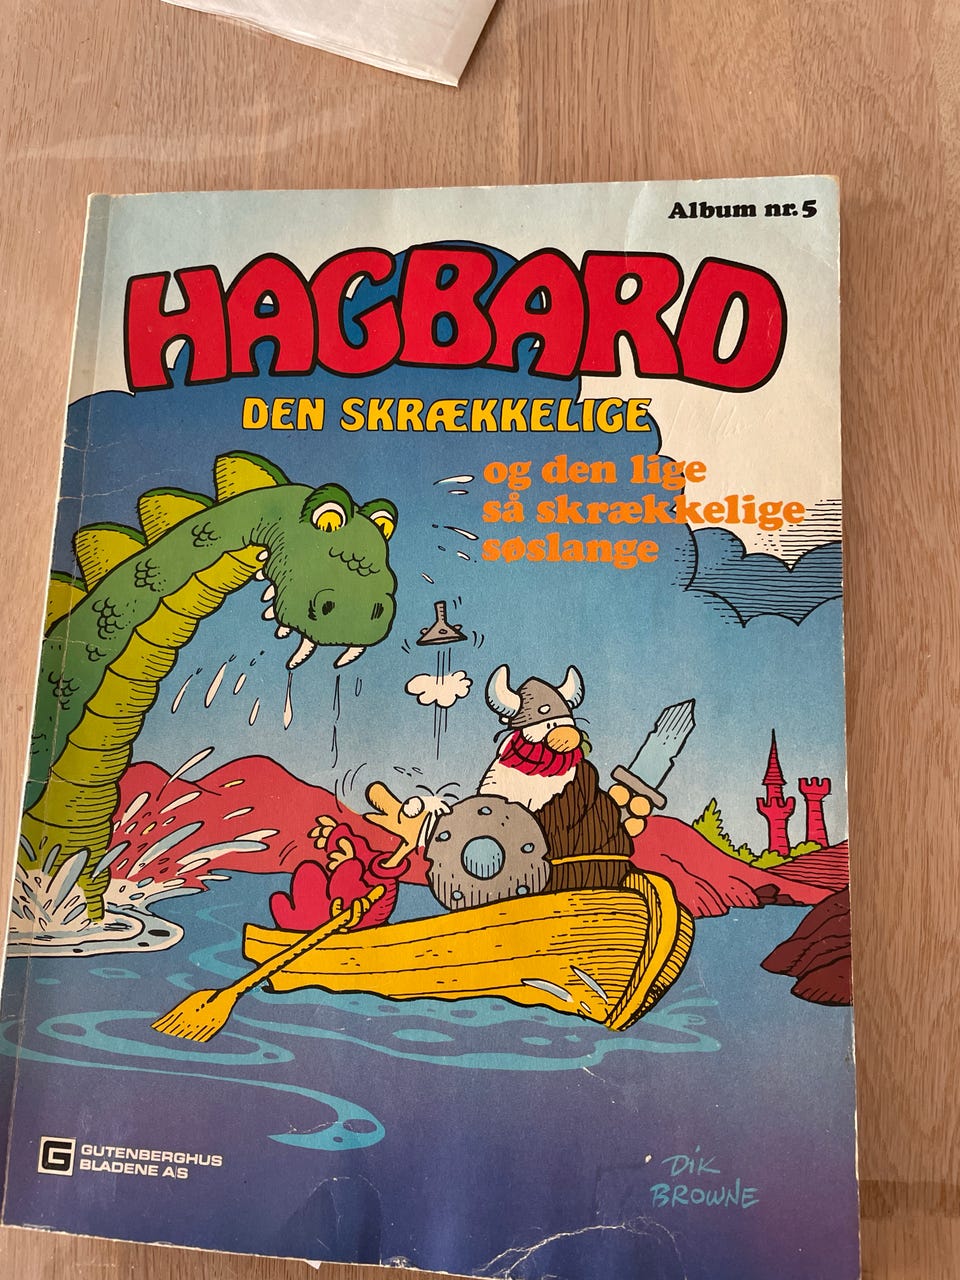 Album nr. 5
HAGBARD
DEN SKRÆKKELIGE
og den lige
så skrækkelige
søslange
G GUTENBERGHUS
BLADENE A/S
DiK
BROWNE